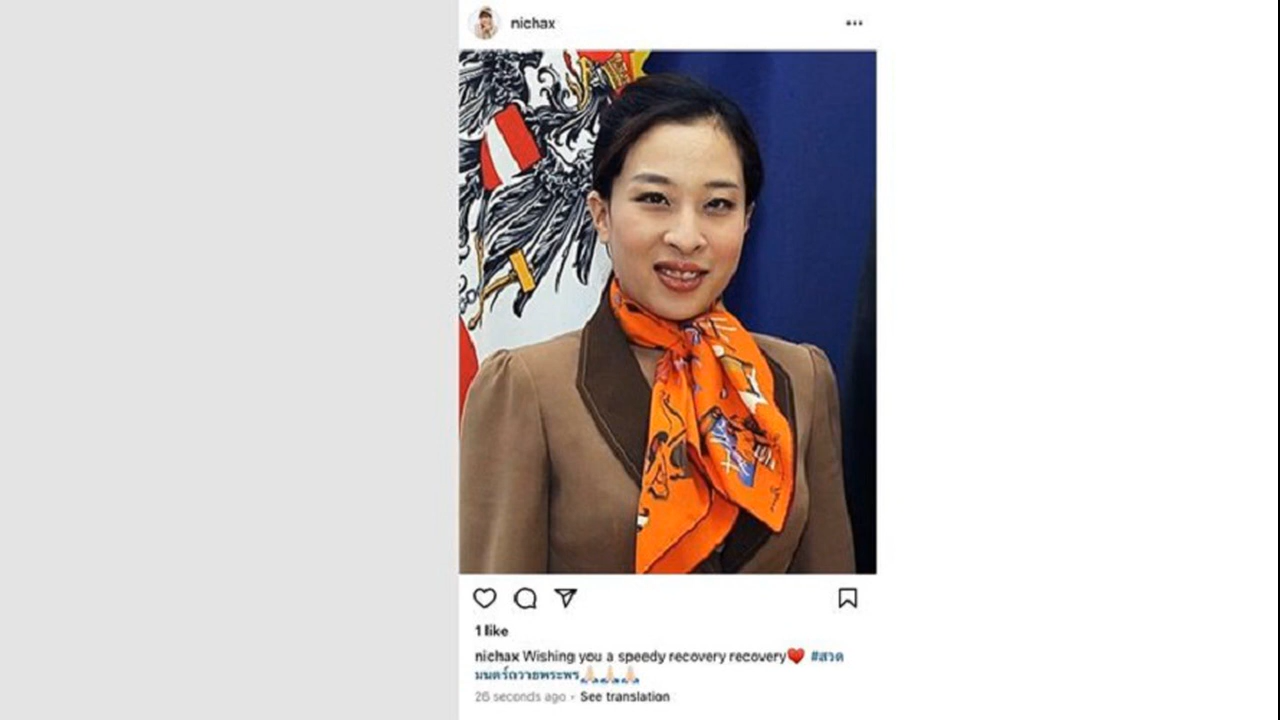 nichax
1 like
nichax Wishing you a speedy recovery recovery❤️ #สวด
มนตร์ถวายพระพร🙏🏻🙏🏻🙏🏻
26 seconds ago • See translation